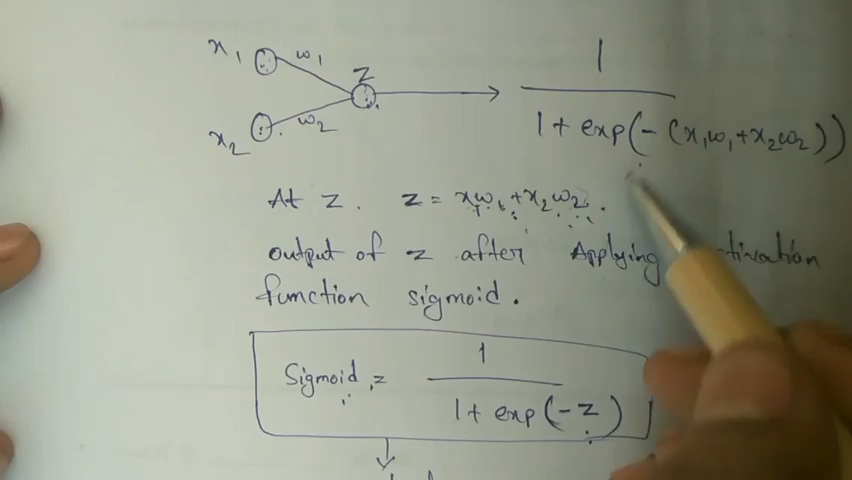 x1 w1 Z 1
x2 w2 1 + exp(-(x1w1+x2w2))
At z. z = x1w1+x2w2.
output of z after Applying
function sigmoid.
Sigmoid = 1
1 + exp(-z)